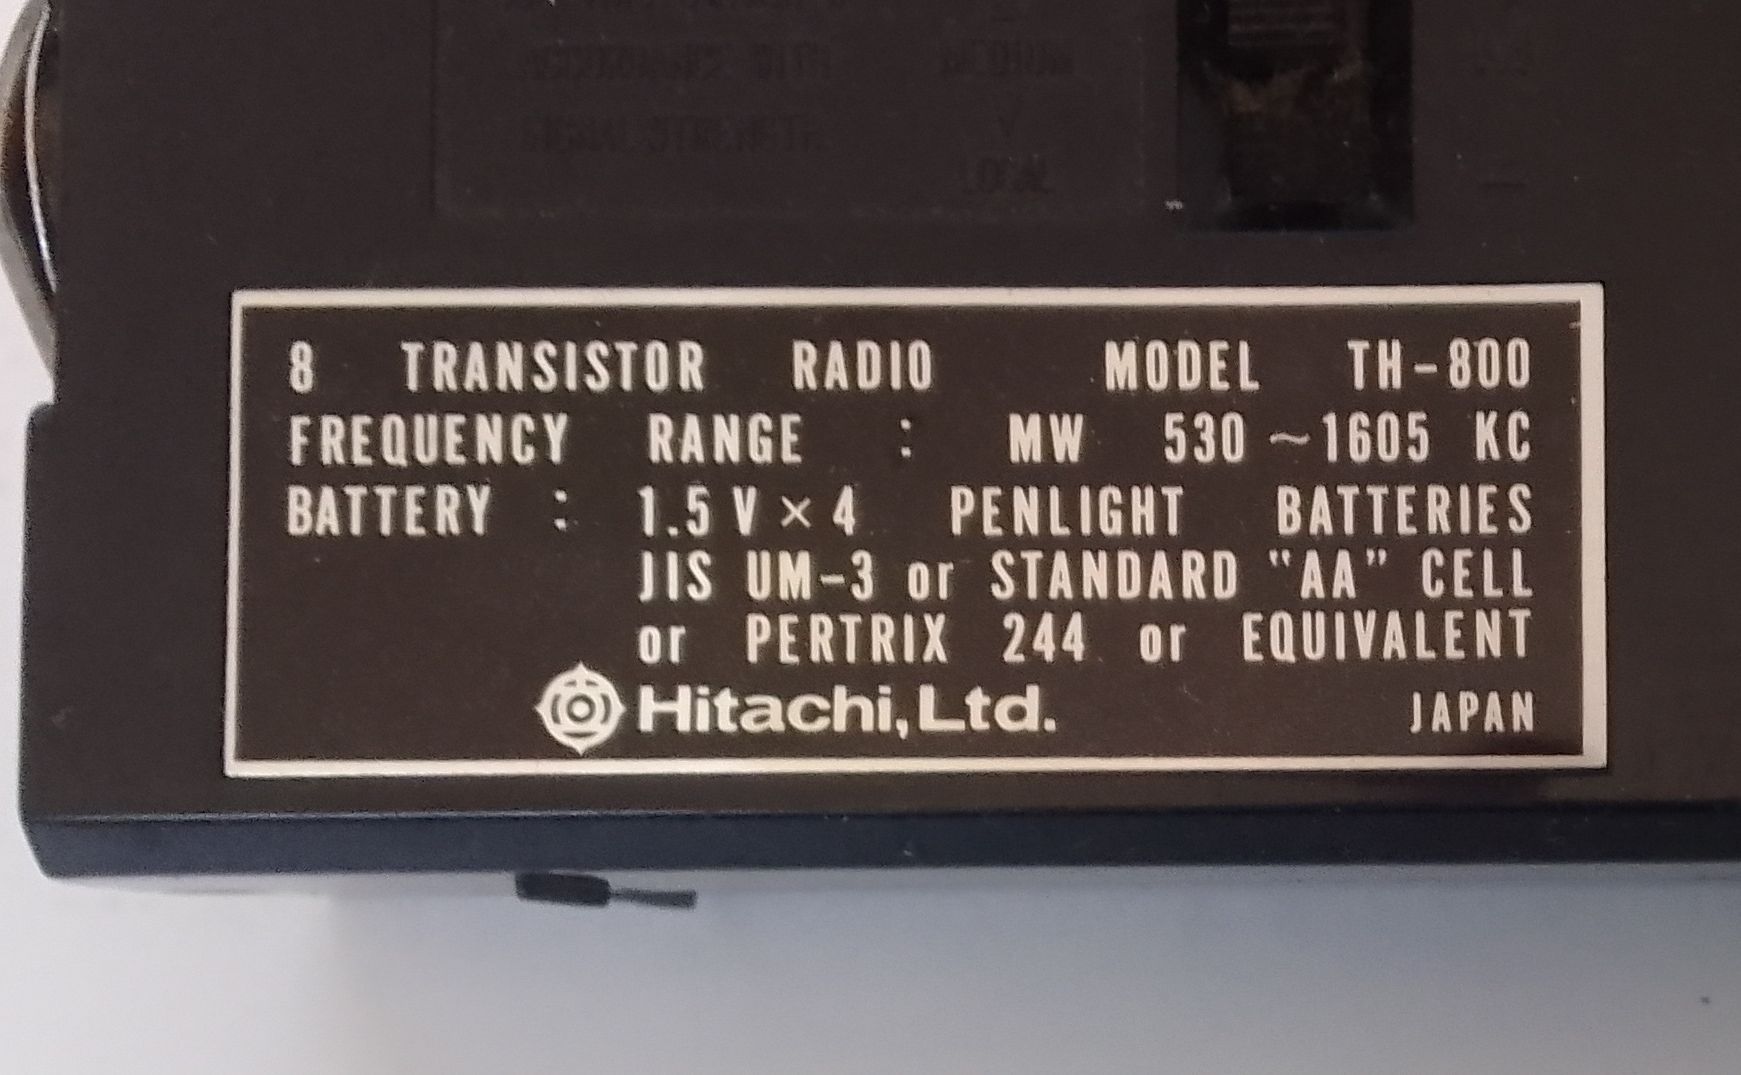 8 TRANSISTOR RADIO MODEL TH-800
FREQUENCY RANGE : MW 530~1605 KC
BATTERY : 1.5 V × 4 PENLIGHT BATTERIES
JIS UM-3 or STANDARD "AA" CELL
or PERTRIX 244 or EQUIVALENT
Hitachi, Ltd. JAPAN